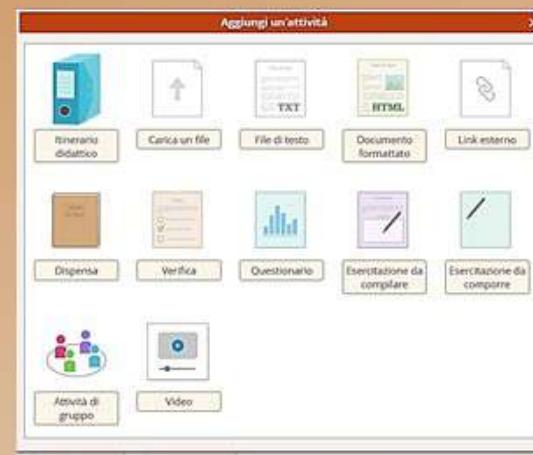 Aggiungi un'attività
TXT
HTML
Itinerario
didattico
Carica un file
File di testo
Documento
formattato
Link esterno
Dispensa
Verifica
Questionario
Esercitazione da
compilare
Esercitazione da
comporre
Attività di
gruppo
Video